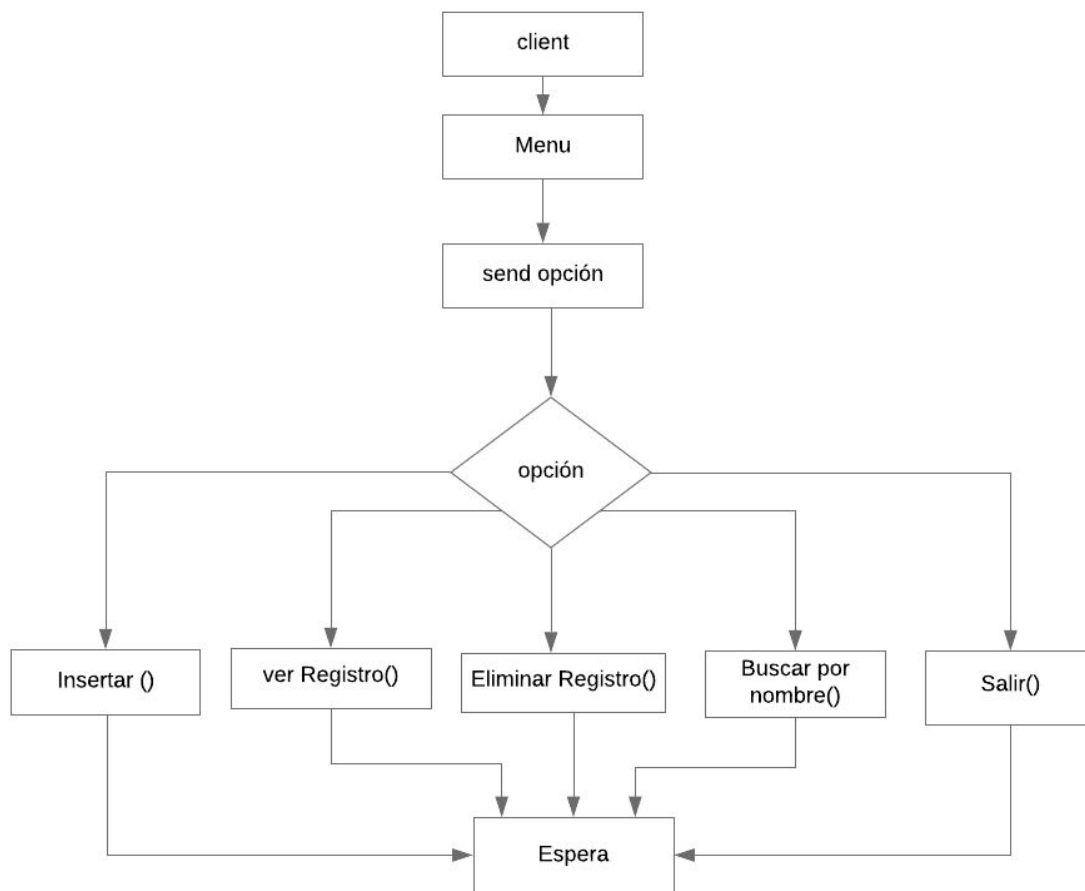 client
Menu
send opción
opción
Insertar ()
ver Registro()
Eliminar Registro()
Buscar por
nombre()
Salir()
Espera